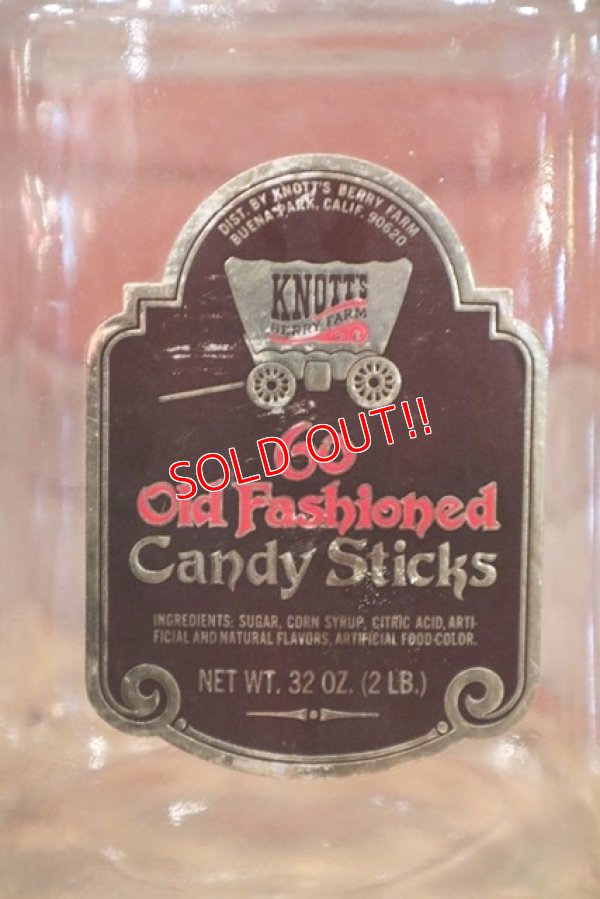 DIST. BY KNOTT'S BERRY FARM
BUENA PARK, CALIF. 90620
KNOTT'S
BERRY FARM
60
SOLD OUT!!
Old Fashioned
Candy Sticks
INGREDIENTS: SUGAR, CORN SYRUP, CITRIC ACID, ARTI-
FICIAL AND NATURAL FLAVORS, ARTIFICIAL FOOD COLOR.
NET WT. 32 OZ. (2 LB.)